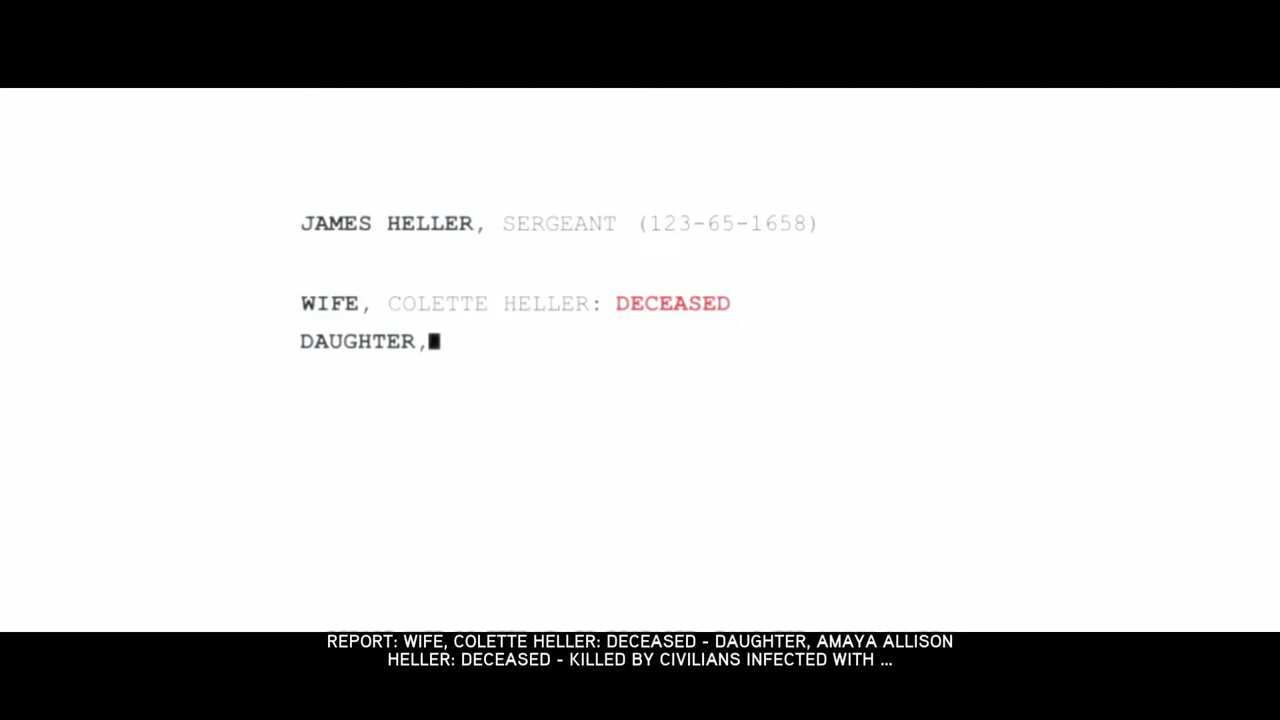 JAMES HELLER, SERGEANT (123-65-1658)
WIFE, COLETTE HELLER: DECEASED
DAUGHTER,
REPORT: WIFE, COLETTE HELLER: DECEASED - DAUGHTER, AMAYA ALLISON
HELLER: DECEASED - KILLED BY CIVILIANS INFECTED WITH ...